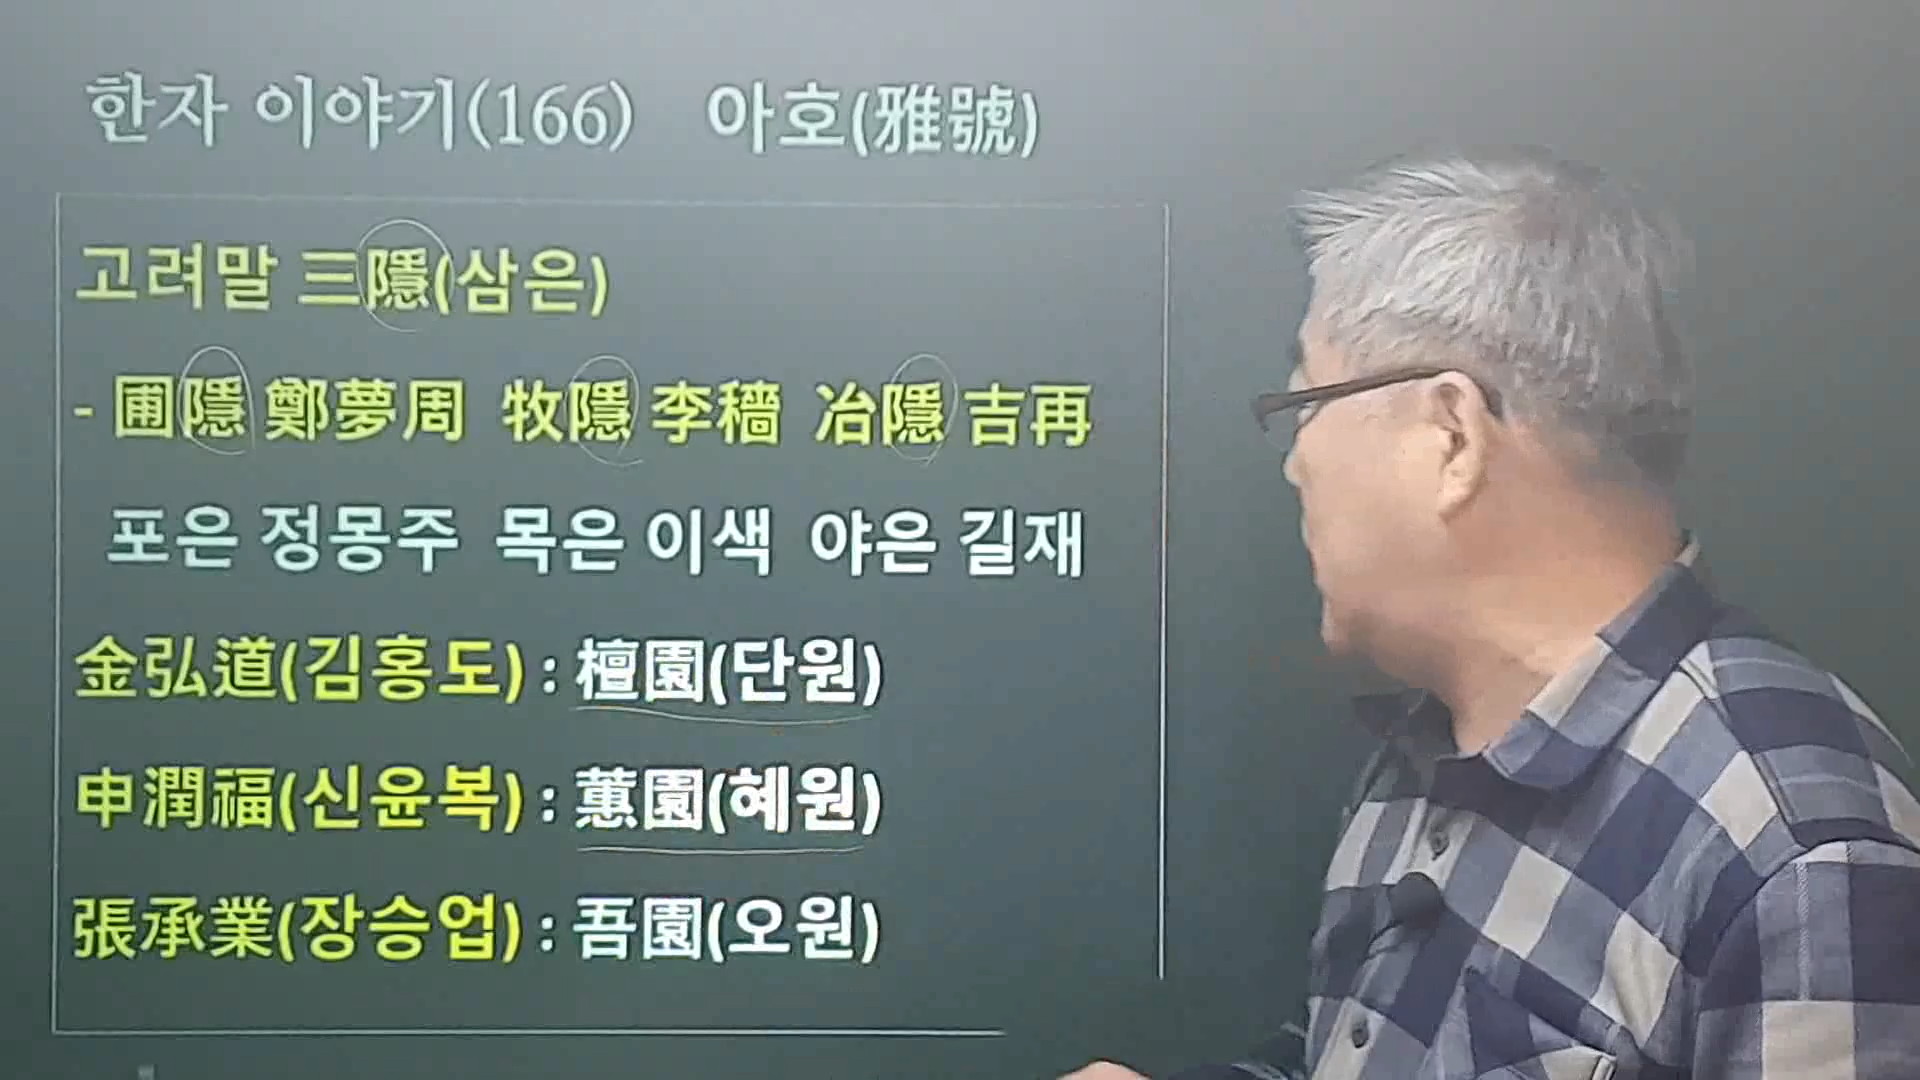 한자 이야기(166) 아호(雅號)
고려말 三隱(삼은)
- 圃隱 鄭夢周 牧隱 李穡 冶隱 吉再
포은 정몽주 목은 이색 야은 길재
金弘道(김홍도) : 檀園(단원)
申潤福(신윤복) : 蕙園(혜원)
張承業(장승업) : 吾園(오원)